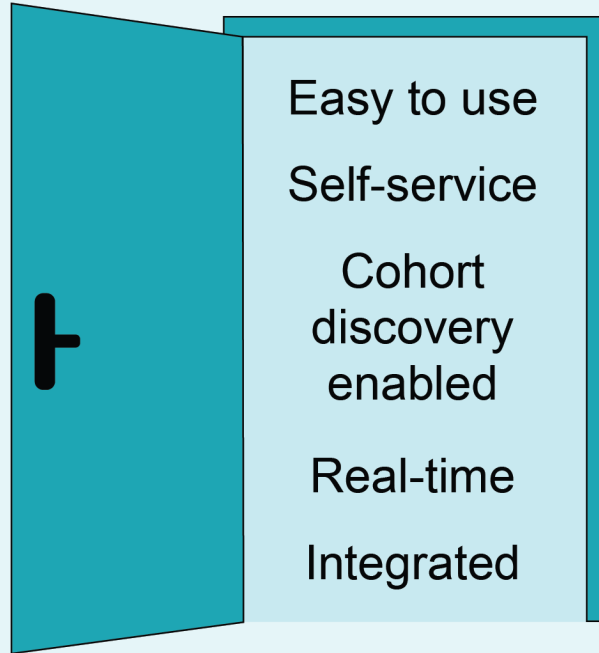 Easy to use
Self-service
Cohort
discovery
enabled
Real-time
Integrated